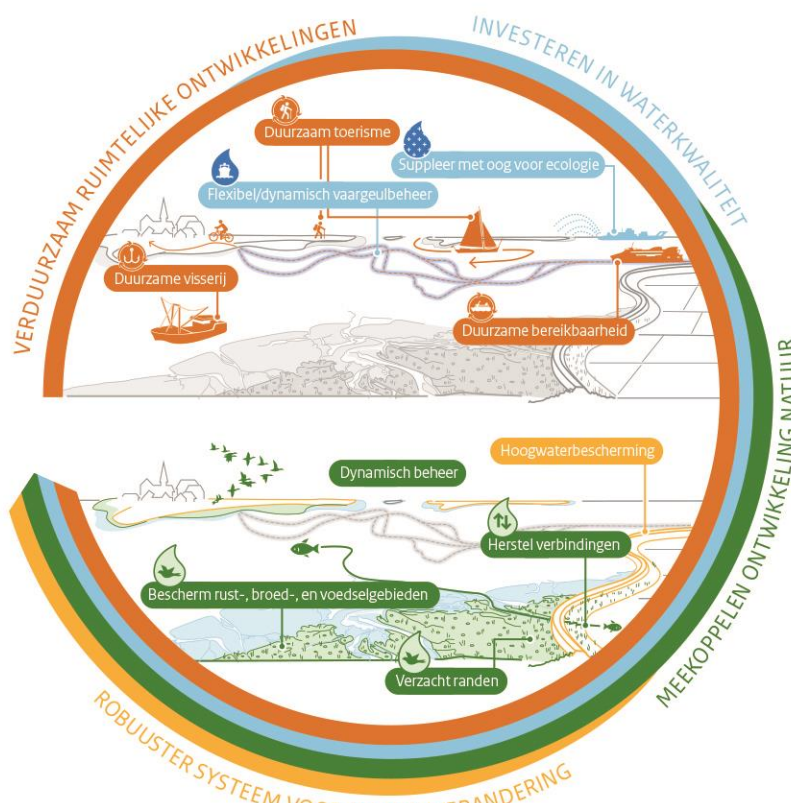 VERDUURZAAM RUIMTELIJKE ONTWIKKELINGEN
INVESTEREN IN WATERKWALITEIT
Duurzaam toerisme
Suppleer met oog voor ecologie
Flexibel/dynamisch vaargeulbeheer
Duurzame visserij
Duurzame bereikbaarheid
MEEKOPPELEN ONTWIKKELING NATUUR
Hoogwaterbescherming
Dynamisch beheer
Herstel verbindingen
Bescherm rust-, broed-, en voedselgebieden
Verzacht randen
ROBUUSTER SYSTEEM